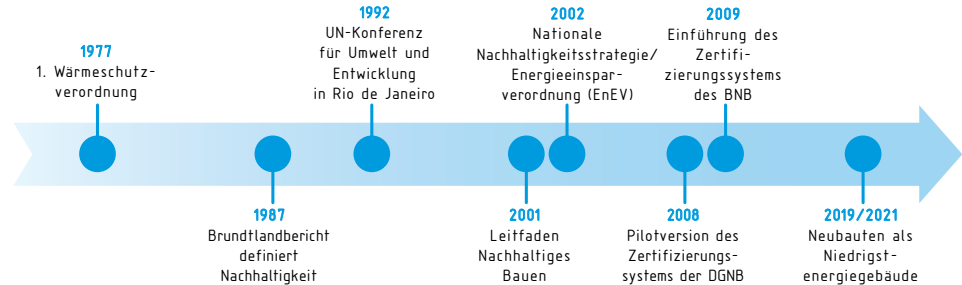 1977
1. Wärmeschutz-
verordnung
1987
Brundtlandbericht
definiert
Nachhaltigkeit
1992
UN-Konferenz
für Umwelt und
Entwicklung
in Rio de Janeiro
2001
Leitfaden
Nachhaltiges
Bauen
2002
Nationale
Nachhaltigkeitsstrategie/
Energieeinspar-
verordnung (EnEV)
2008
Pilotversion des
Zertifizierungs-
systems der DGNB
2009
Einführung des
Zertifi-
zierungssystems
des BNB
2019/2021
Neubauten als
Niedrigst-
energiegebäude